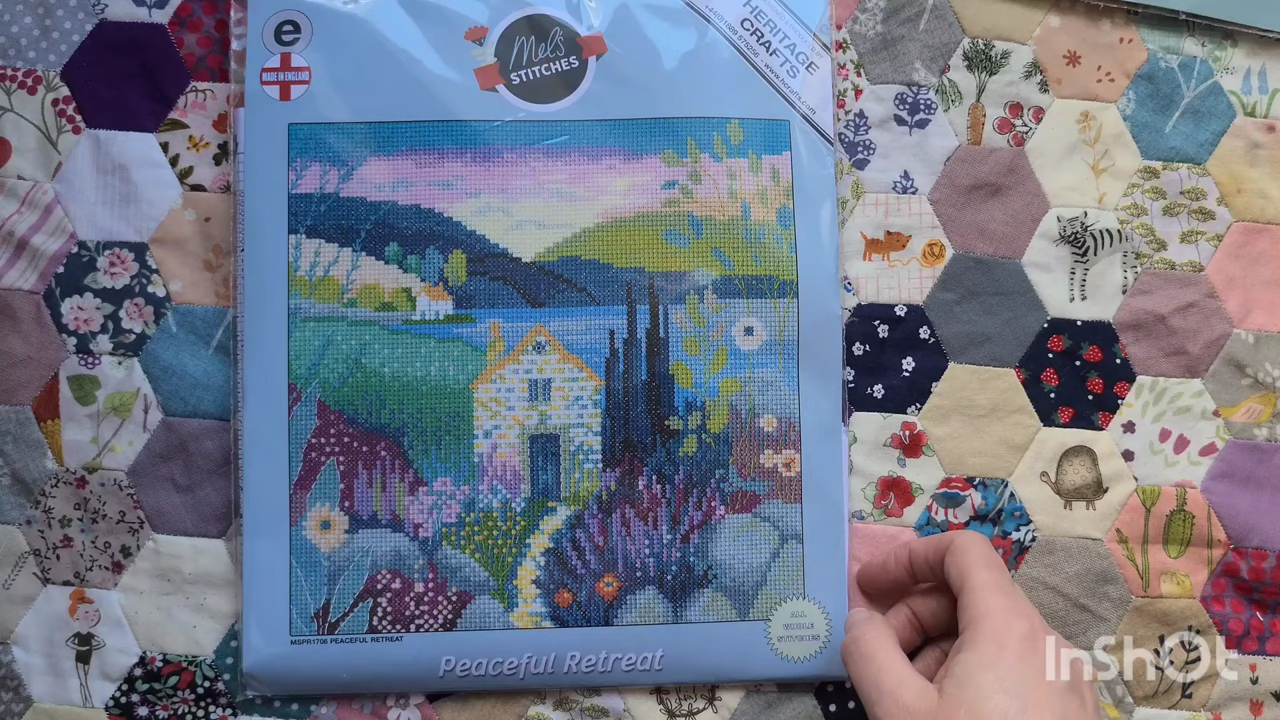 e
MADE IN ENGLAND
Mel's
STITCHES
HERITAGE
CRAFTS
www.hcrafts.com
MSPR1706 PEACEFUL RETREAT
ALL
WHOLE
STITCHES
Peaceful Retreat
InShOt